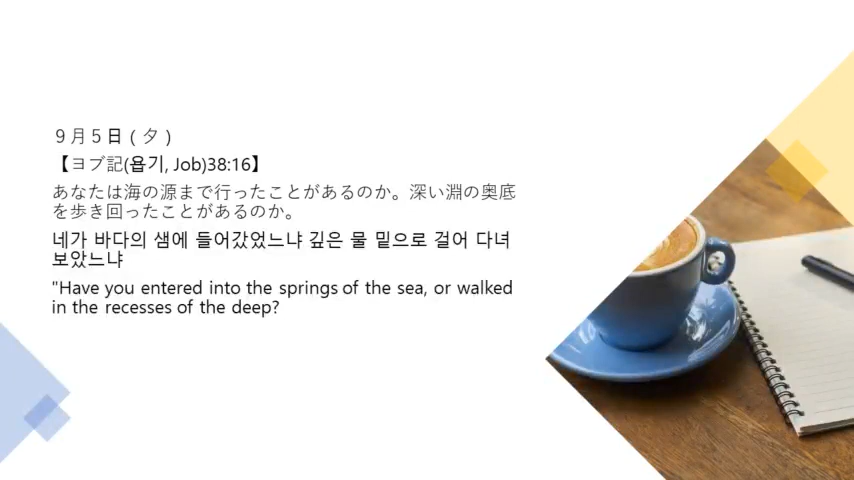 ９月５日（夕）
【ヨブ記(욥기, Job)38:16】
あなたは海の源まで行ったことがあるのか。深い淵の奥底
を歩き回ったことがあるのか。
네가 바다의 샘에 들어갔었느냐 깊은 물 밑으로 걸어 다녀
보았느냐
"Have you entered into the springs of the sea, or walked
in the recesses of the deep?